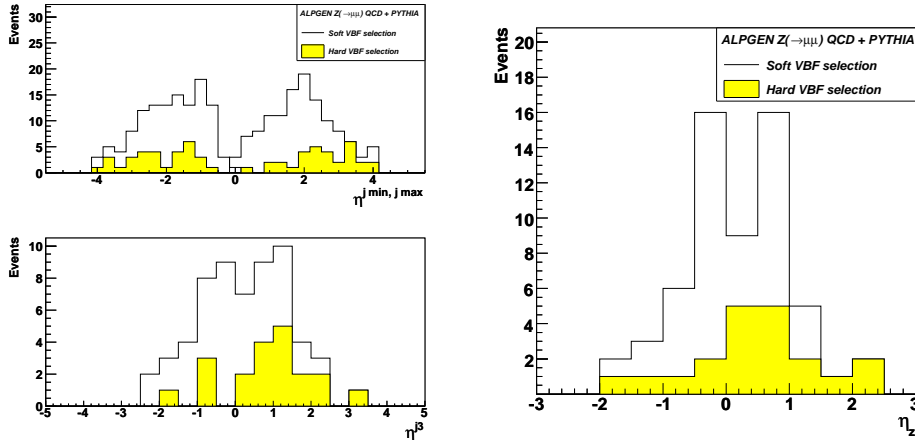 Events
ALPGEN Z(→μμ) QCD + PYTHIA
Soft VBF selection
Hard VBF selection
30
25
20
15
10
5
0
-4 -2 0 2 4
η^j min, j max
Events
10
8
6
4
2
0
-5 -4 -3 -2 -1 0 1 2 3 4 5
η^j3
Events
ALPGEN Z(→μμ) QCD + PYTHIA
Soft VBF selection
Hard VBF selection
20
18
16
14
12
10
8
6
4
2
-3 -2 -1 0 1 2 3
η_z